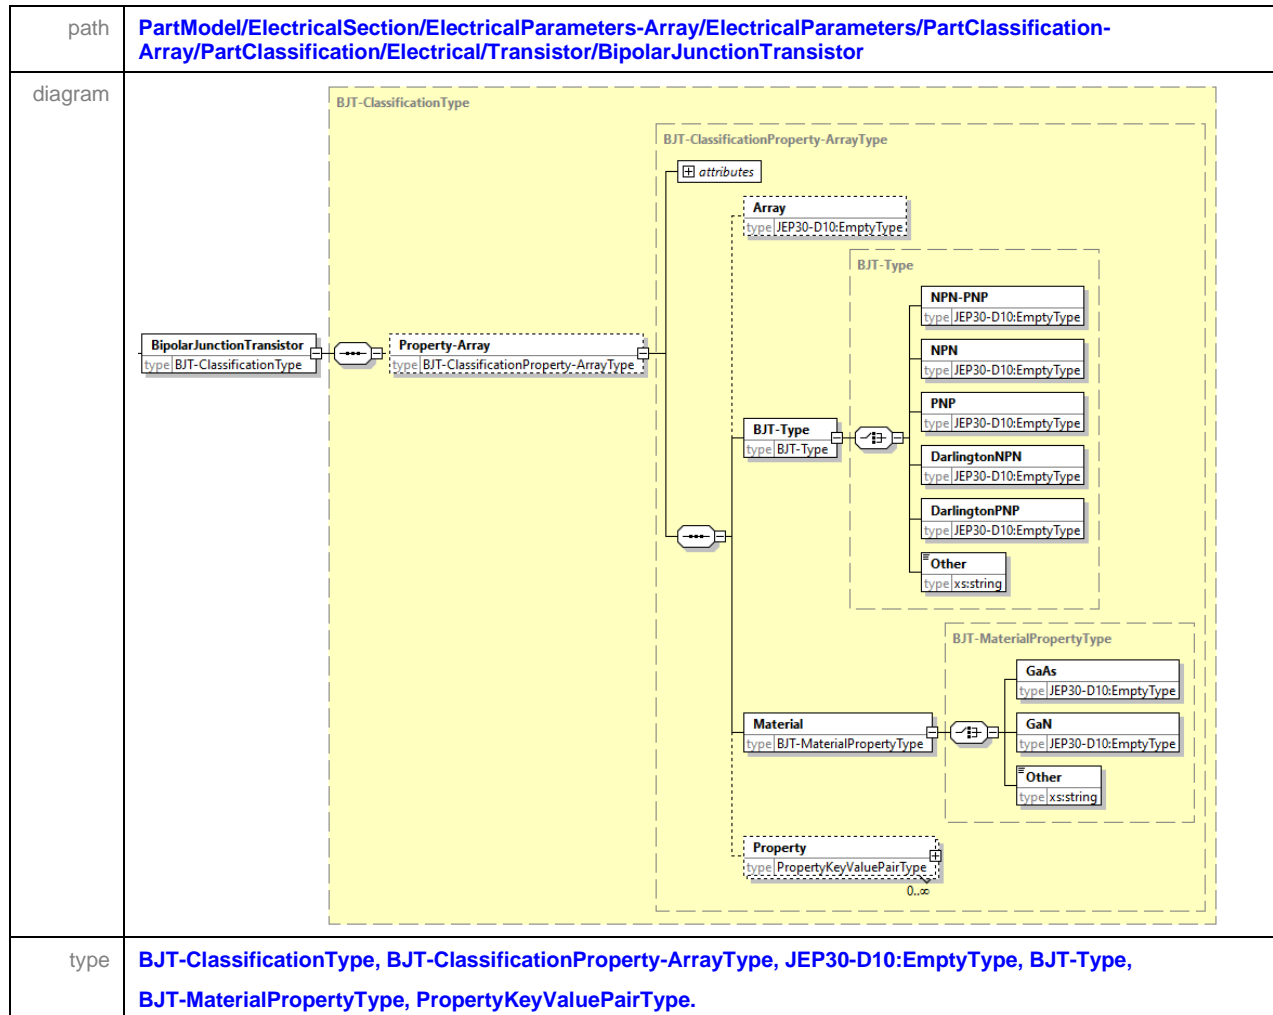 path
PartModel/ElectricalSection/ElectricalParameters-Array/ElectricalParameters/PartClassification-
Array/PartClassification/Electrical/Transistor/BipolarJunctionTransistor
diagram
BJT-ClassificationType
BJT-ClassificationProperty-ArrayType
attributes
Array
type JEP30-D10:EmptyType
BJT-Type
NPN-PNP
type JEP30-D10:EmptyType
NPN
type JEP30-D10:EmptyType
PNP
type JEP30-D10:EmptyType
DarlingtonNPN
type JEP30-D10:EmptyType
DarlingtonPNP
type JEP30-D10:EmptyType
Other
type xs:string
BipolarJunctionTransistor
type BJT-ClassificationType
Property-Array
type BJT-ClassificationProperty-ArrayType
BJT-Type
type BJT-Type
BJT-MaterialPropertyType
GaAs
type JEP30-D10:EmptyType
GaN
type JEP30-D10:EmptyType
Other
type xs:string
Material
type BJT-MaterialPropertyType
Property
type PropertyKeyValuePairType
0..∞
type
BJT-ClassificationType, BJT-ClassificationProperty-ArrayType, JEP30-D10:EmptyType, BJT-Type,
BJT-MaterialPropertyType, PropertyKeyValuePairType.